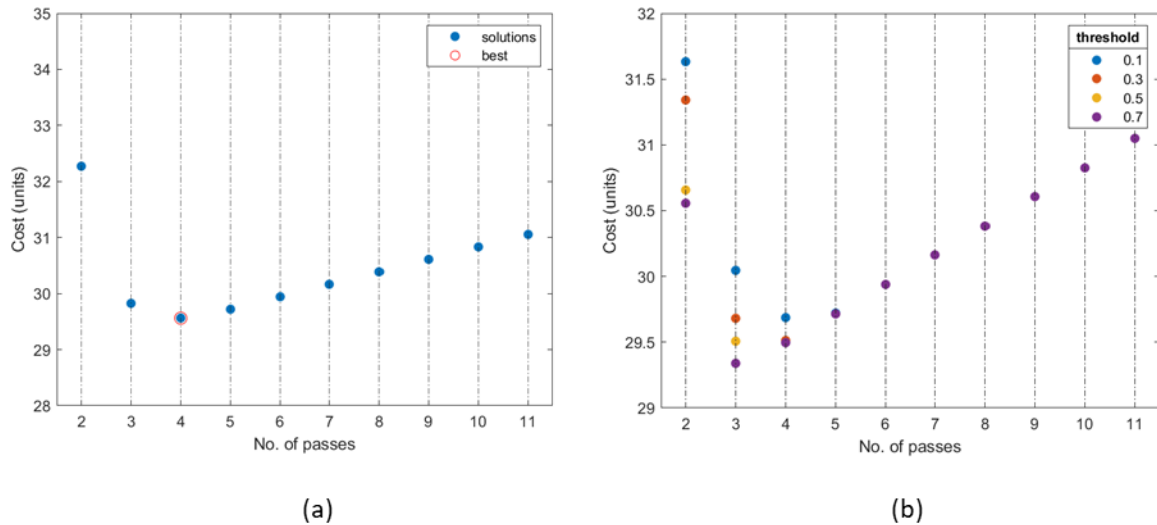 35
34
33
32
31
30
29
28
Cost (units)
2 3 4 5 6 7 8 9 10 11
No. of passes
solutions
best
(a)
32
31.5
31
30.5
30
29.5
29
Cost (units)
2 3 4 5 6 7 8 9 10 11
No. of passes
threshold
0.1
0.3
0.5
0.7
(b)